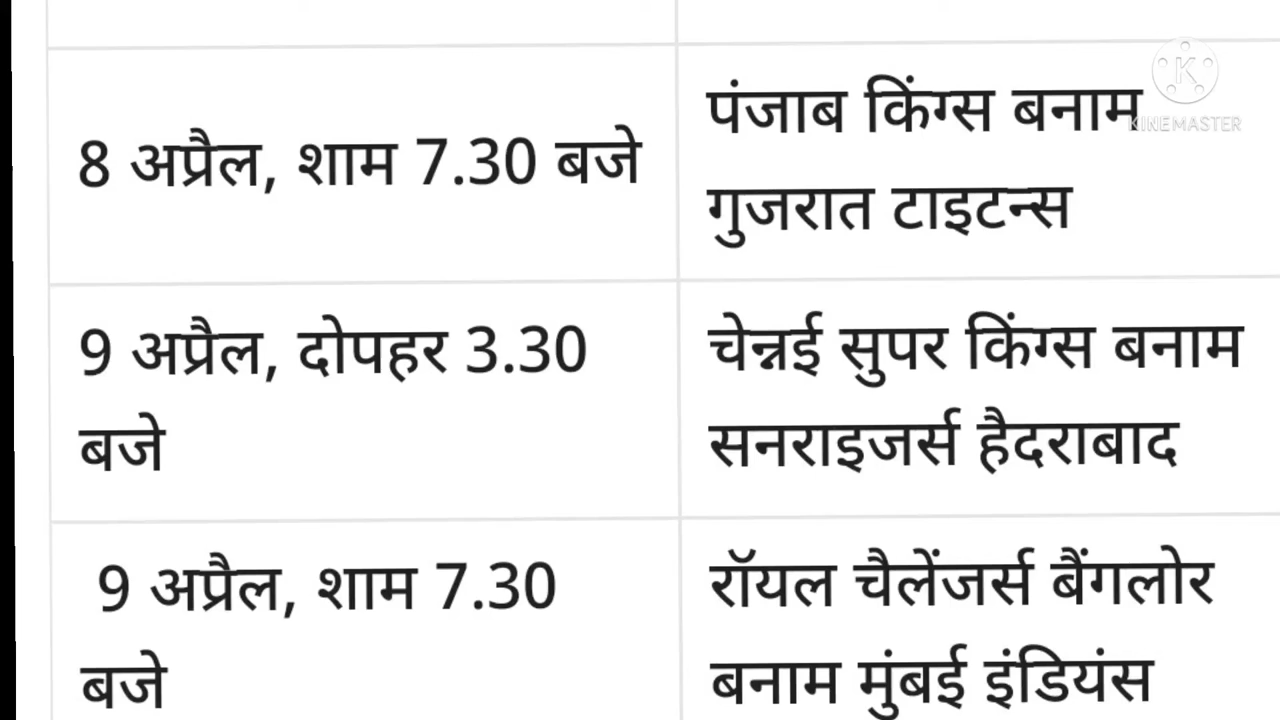 8 अप्रैल, शाम 7.30 बजे
पंजाब किंग्स बनाम
गुजरात टाइटन्स
9 अप्रैल, दोपहर 3.30
बजे
चेन्नई सुपर किंग्स बनाम
सनराइजर्स हैदराबाद
9 अप्रैल, शाम 7.30
बजे
रॉयल चैलेंजर्स बैंगलोर
बनाम मुंबई इंडियंस
K
KINEMASTER